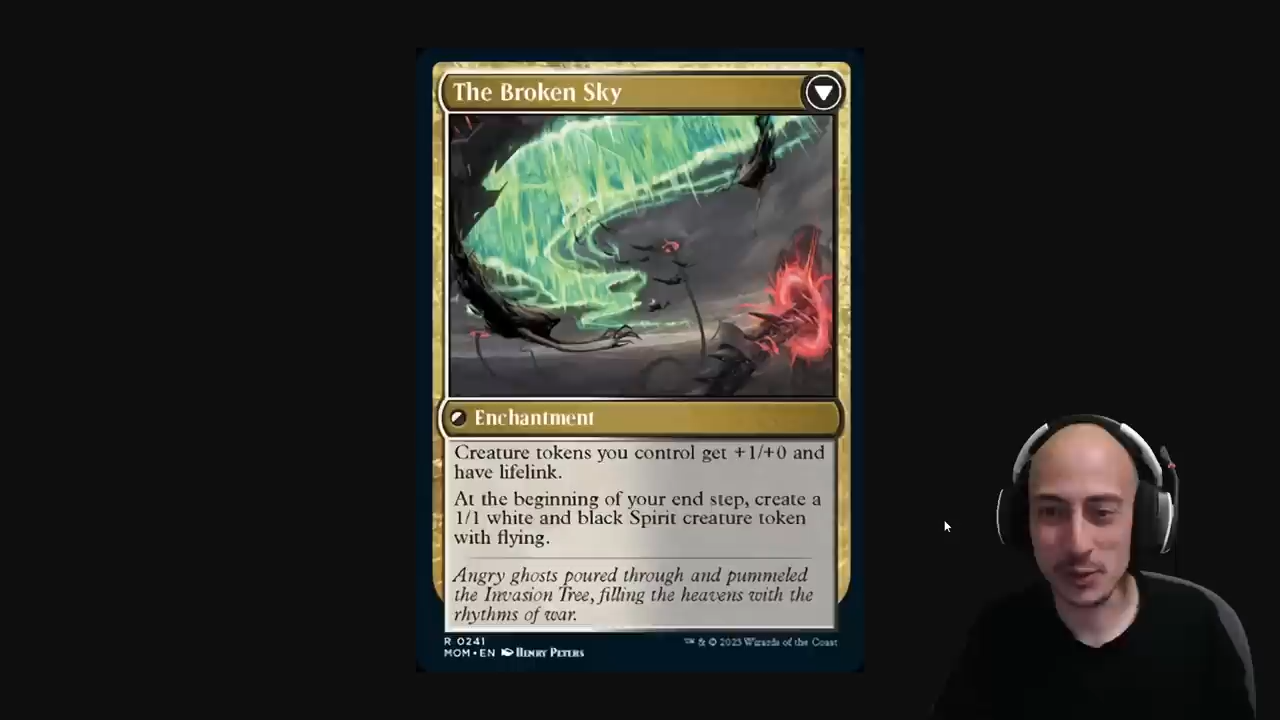 The Broken Sky
Enchantment
Creature tokens you control get +1/+0 and
have lifelink.
At the beginning of your end step, create a
1/1 white and black Spirit creature token
with flying.
Angry ghosts poured through and pummeled
the Invasion Tree, filling the heavens with the
rhythms of war.
R 0241
MOM • EN Henry Peters
™ & © 2023 Wizards of the Coast